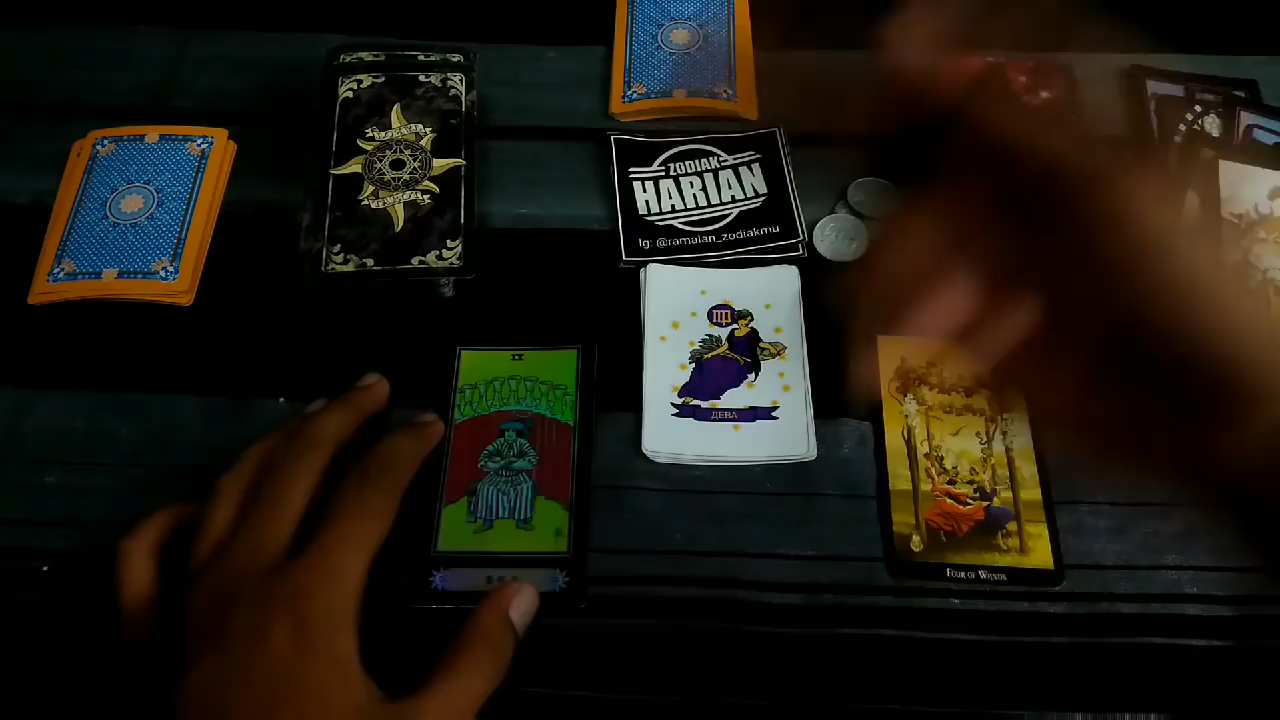 ZODIAK
HARIAN
Ig: @ramalan_zodiakmu
IX
ДЕВА
FOUR OF WANDS